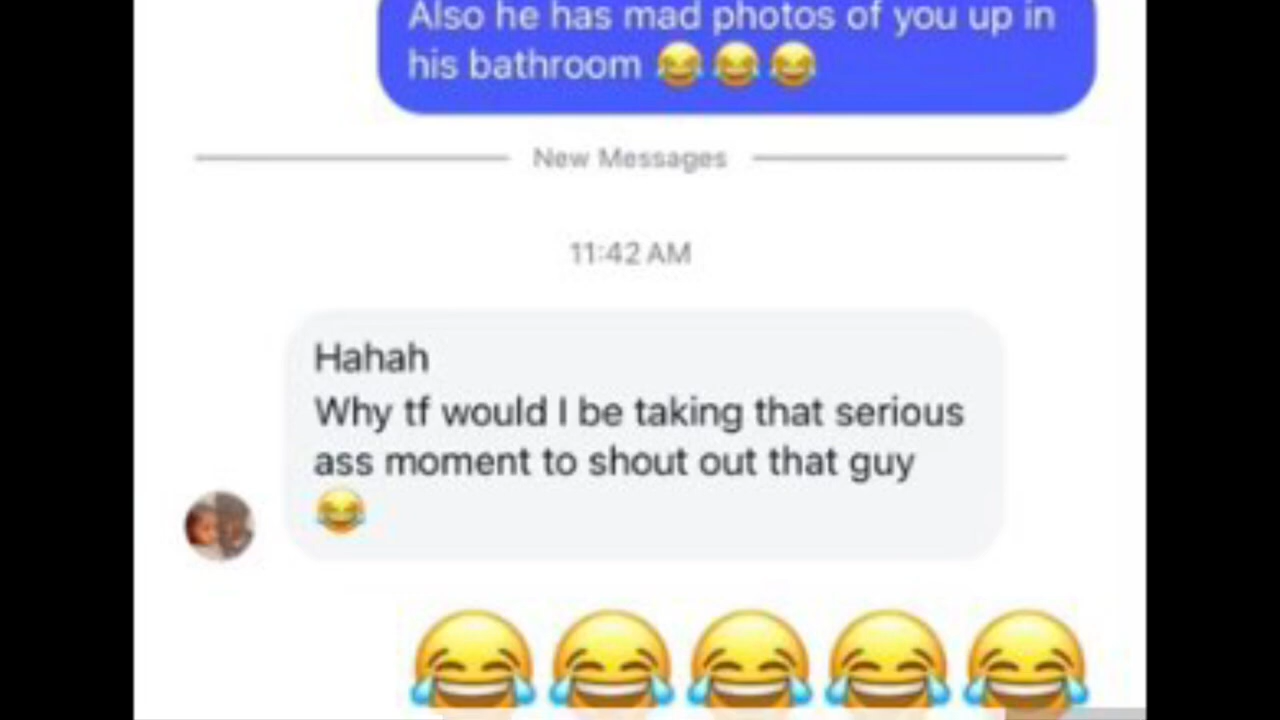 Also he has mad photos of you up in
his bathroom 😂😂😂
New Messages
11:42 AM
Hahah
Why tf would I be taking that serious
ass moment to shout out that guy
😂
😂😂😂😂😂